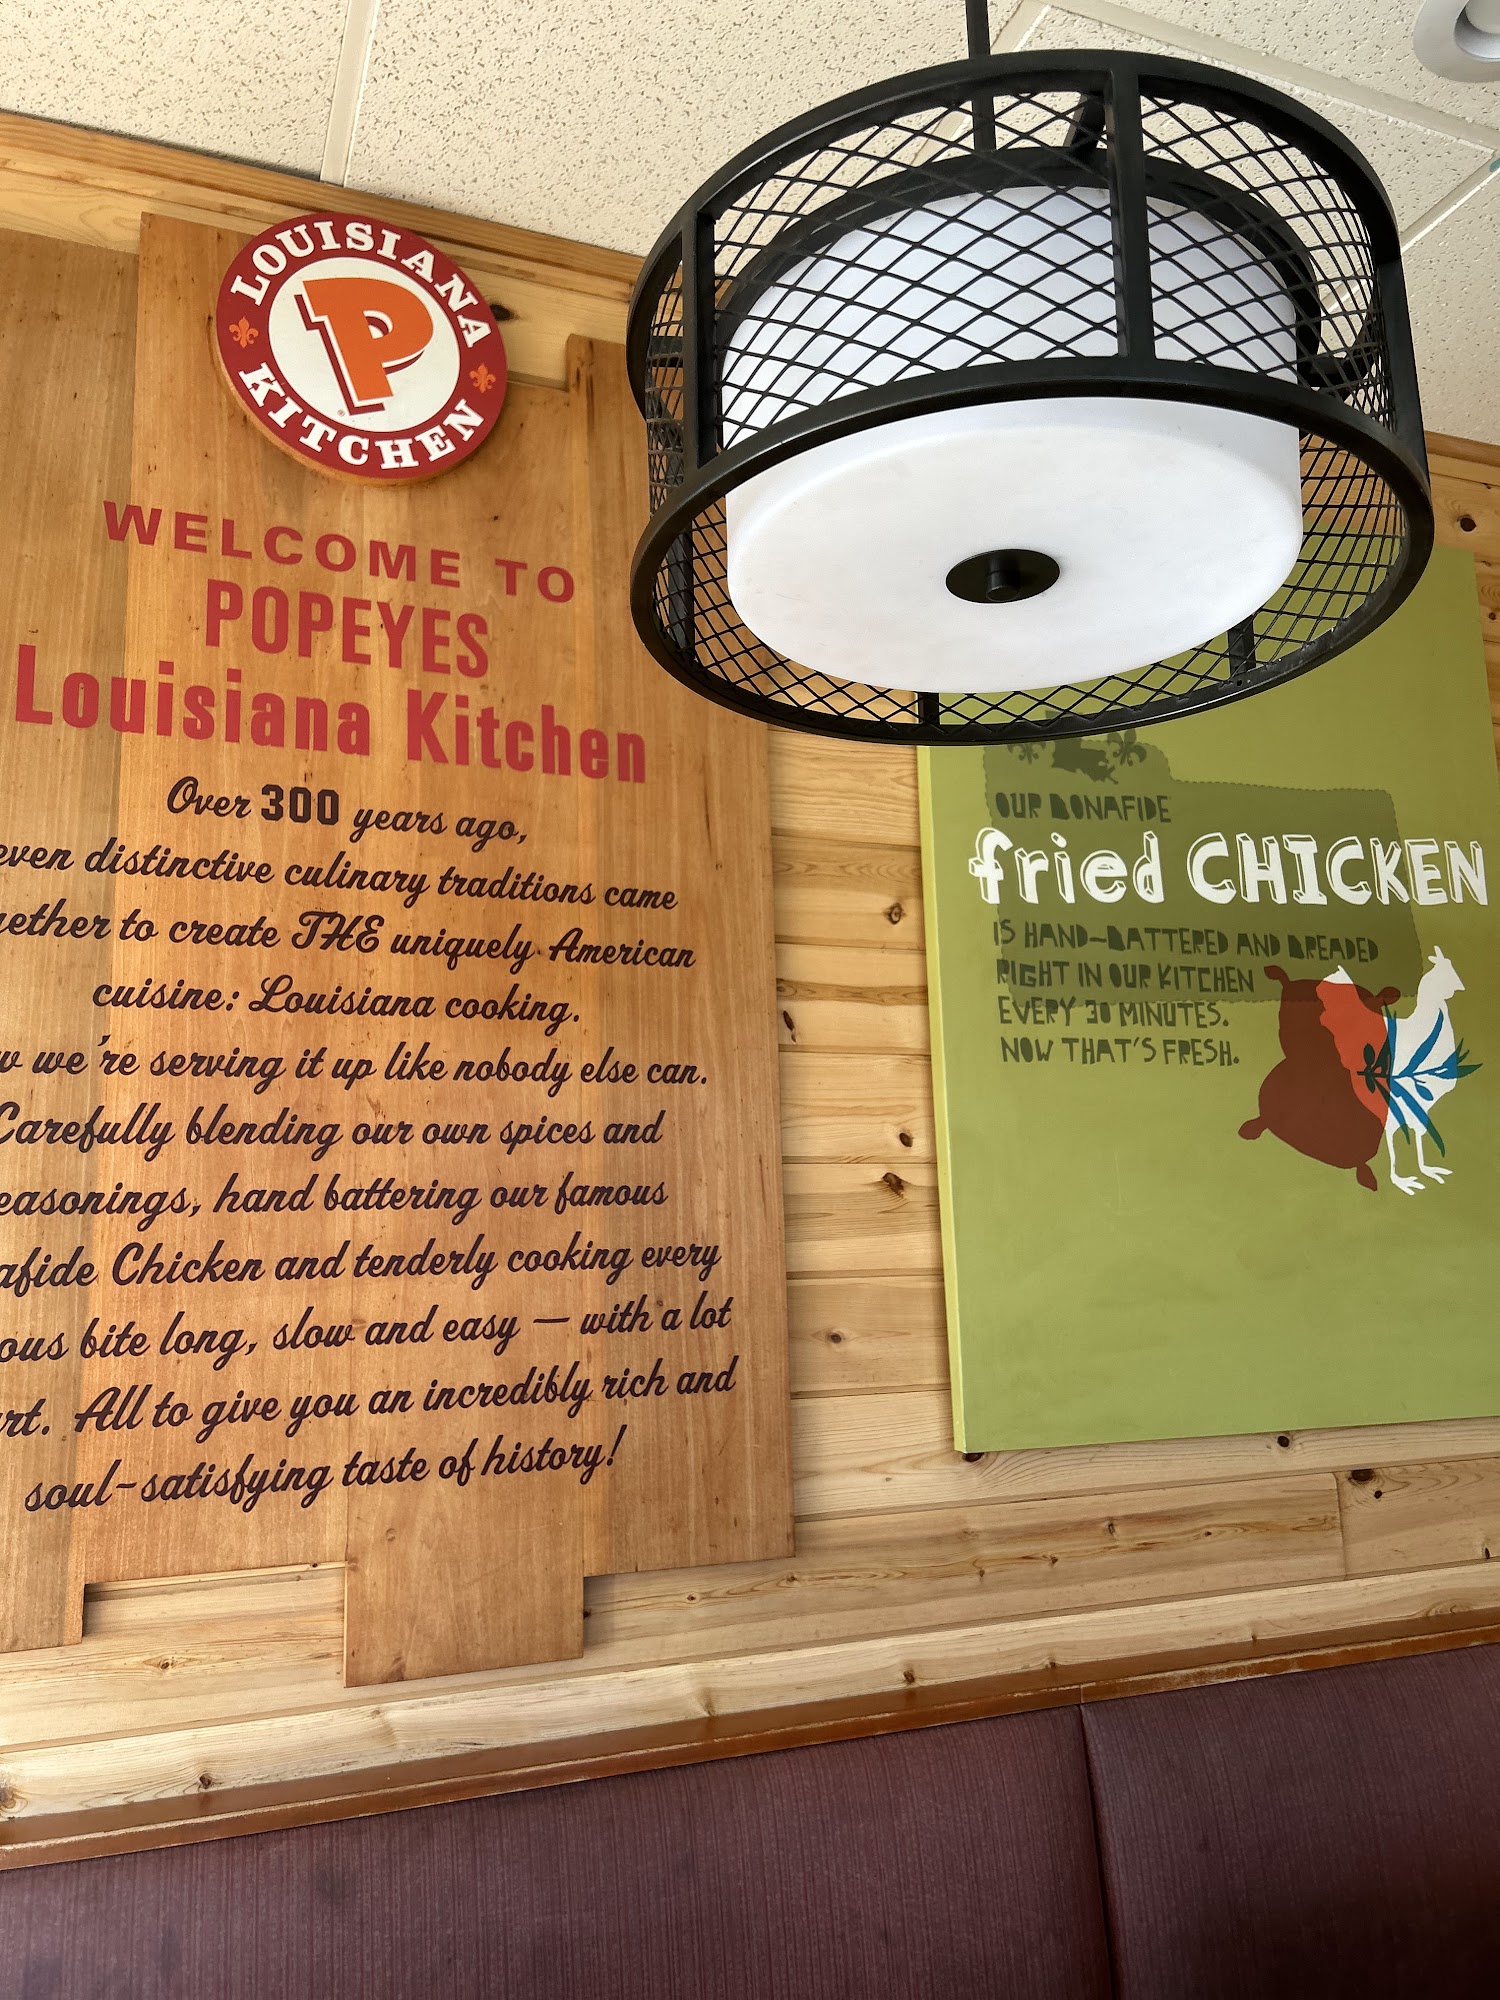 LOUISIANA
P
KITCHEN
WELCOME TO
POPEYES
Louisiana Kitchen
Over 300 years ago,
even distinctive culinary traditions came
gether to create THE uniquely American
cuisine: Louisiana cooking.
w we're serving it up like nobody else can.
Carefully blending our own spices and
easonings, hand battering our famous
afide Chicken and tenderly cooking every
ous bite long, slow and easy — with a lot
rt. All to give you an incredibly rich and
soul-satisfying taste of history!
OUR BONAFIDE
fried CHICKEN
IS HAND-BATTERED AND BREADED
RIGHT IN OUR KITCHEN
EVERY 30 MINUTES.
NOW THAT'S FRESH.